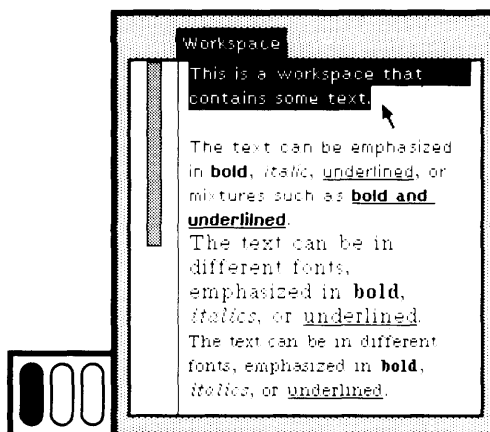 Workspace
This is a workspace that
contains some text.
The text can be emphasized
in bold, italic, underlined, or
mixtures such as bold and
underlilned.
The text can be in
different fonts,
emphasized in bold,
italics, or underlined.
The text can be in different
fonts, emphasized in bold,
italics, or underlined.